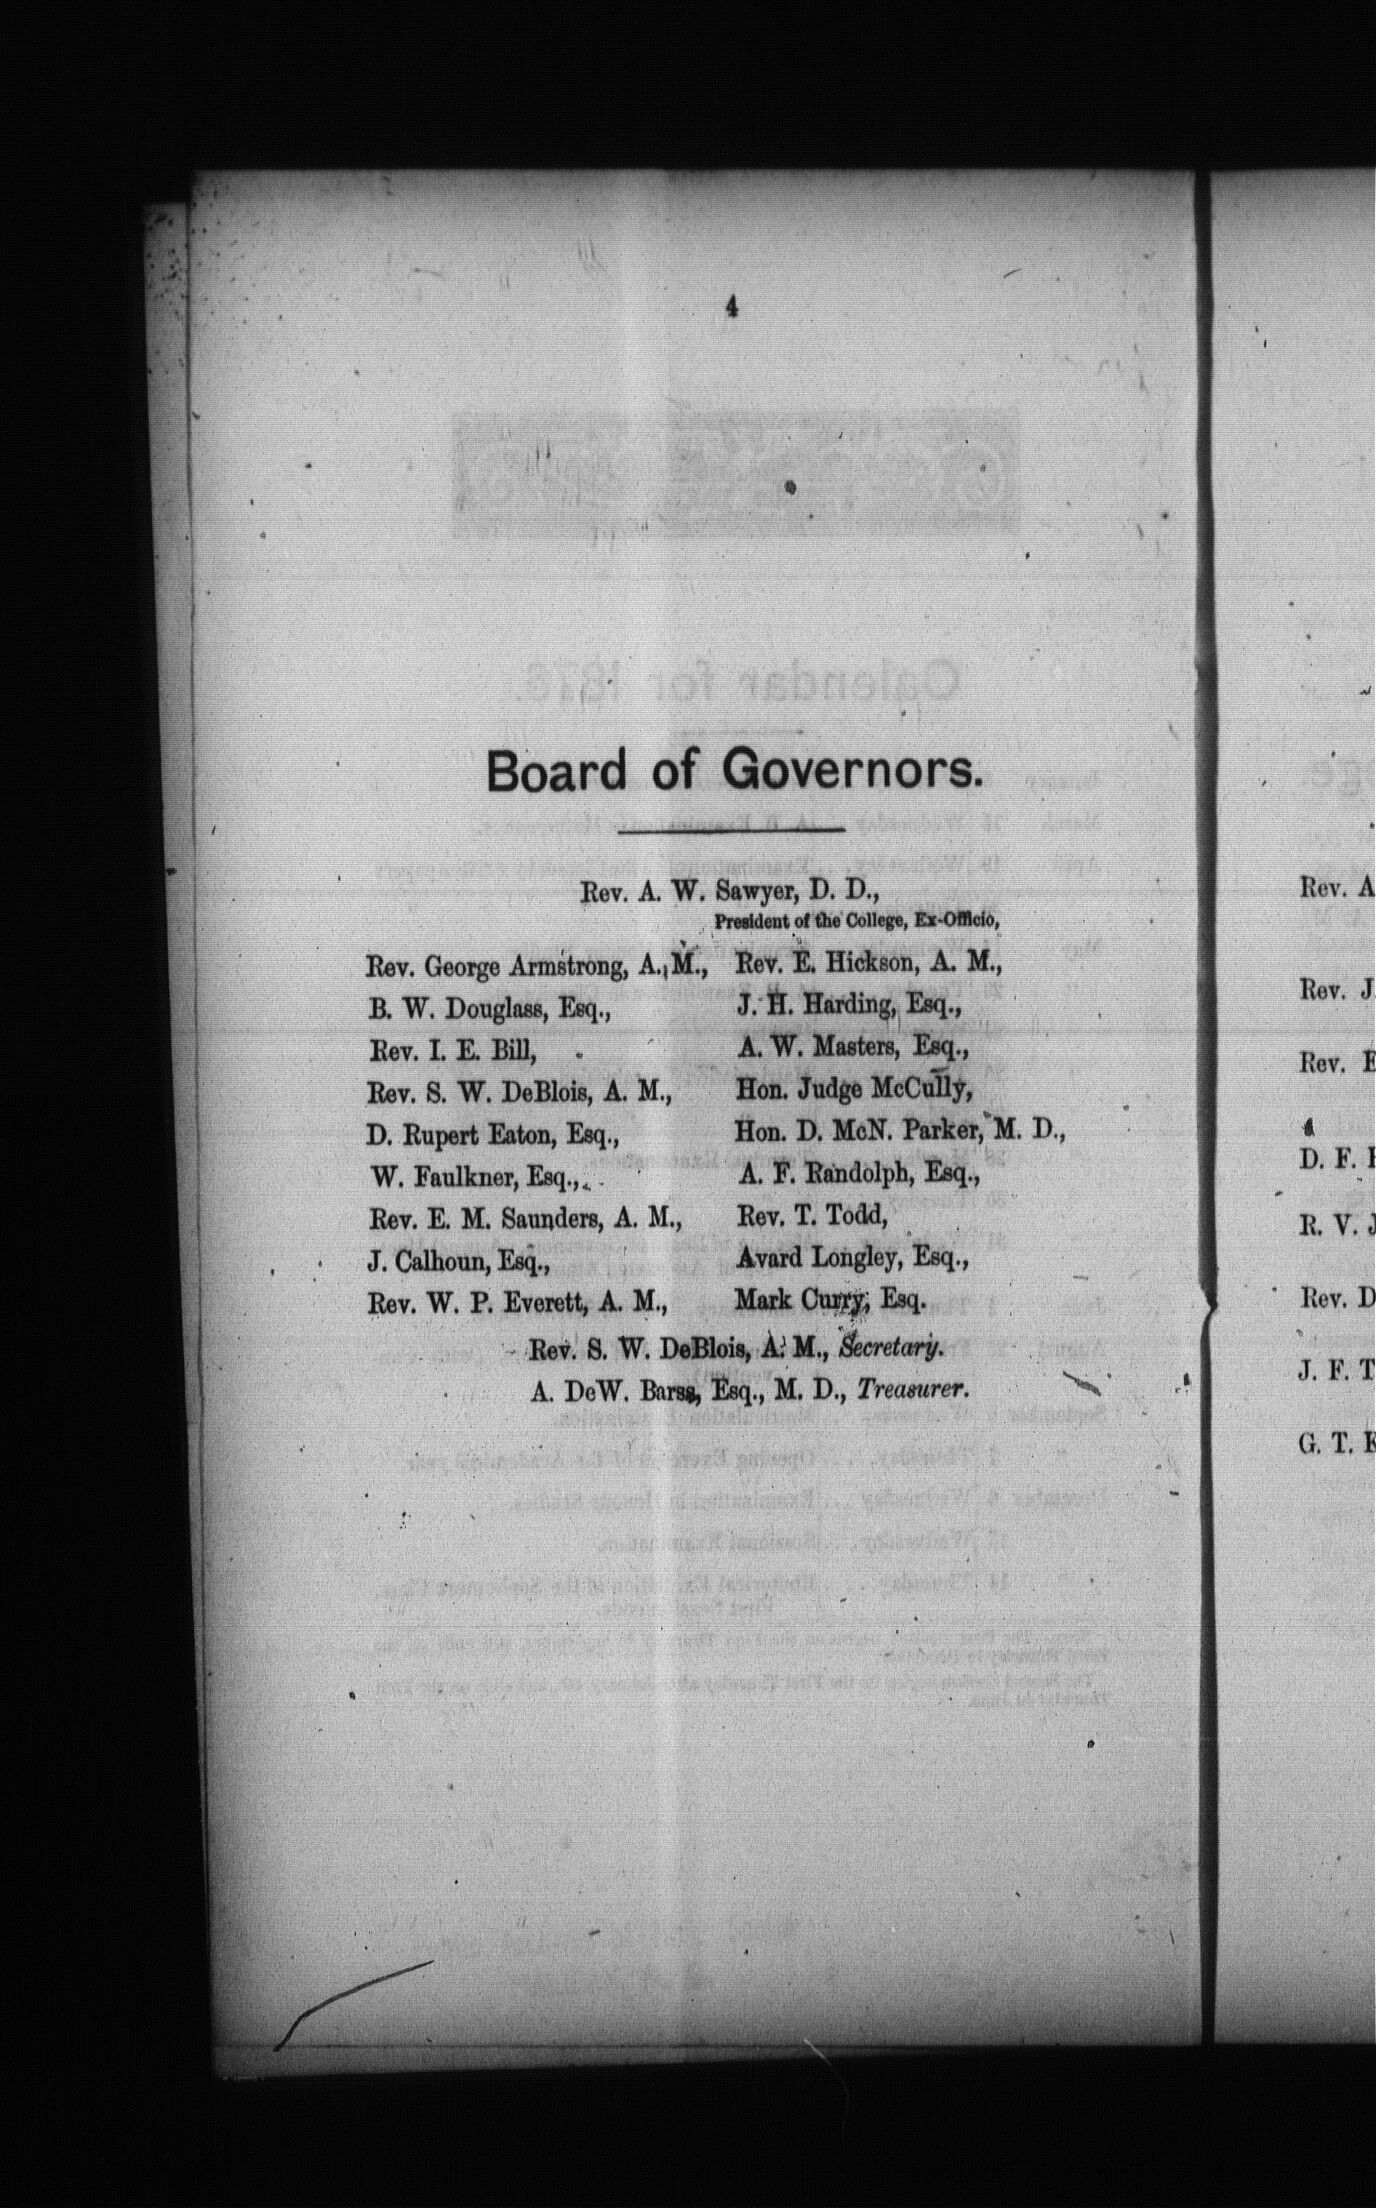 4
Board of Governors.
Rev. A. W. Sawyer, D. D.,
President of the College, Ex-Officio,
Rev. George Armstrong, A. M.,
B. W. Douglass, Esq.,
Rev. I. E. Bill,
Rev. S. W. DeBlois, A. M.,
D. Rupert Eaton, Esq.,
W. Faulkner, Esq.,
Rev. E. M. Saunders, A. M.,
J. Calhoun, Esq.,
Rev. W. P. Everett, A. M.,
Rev. E. Hickson, A. M.,
J. H. Harding, Esq.,
A. W. Masters, Esq.,
Hon. Judge McCully,
Hon. D. McN. Parker, M. D.,
A. F. Randolph, Esq.,
Rev. T. Todd,
Avard Longley, Esq.,
Mark Curry, Esq.
Rev. S. W. DeBlois, A. M., Secretary.
A. DeW. Barss, Esq., M. D., Treasurer.
Rev. A
Rev. J.
Rev. E
D. F. 
R. V. J
Rev. D
J. F. T
G. T. K